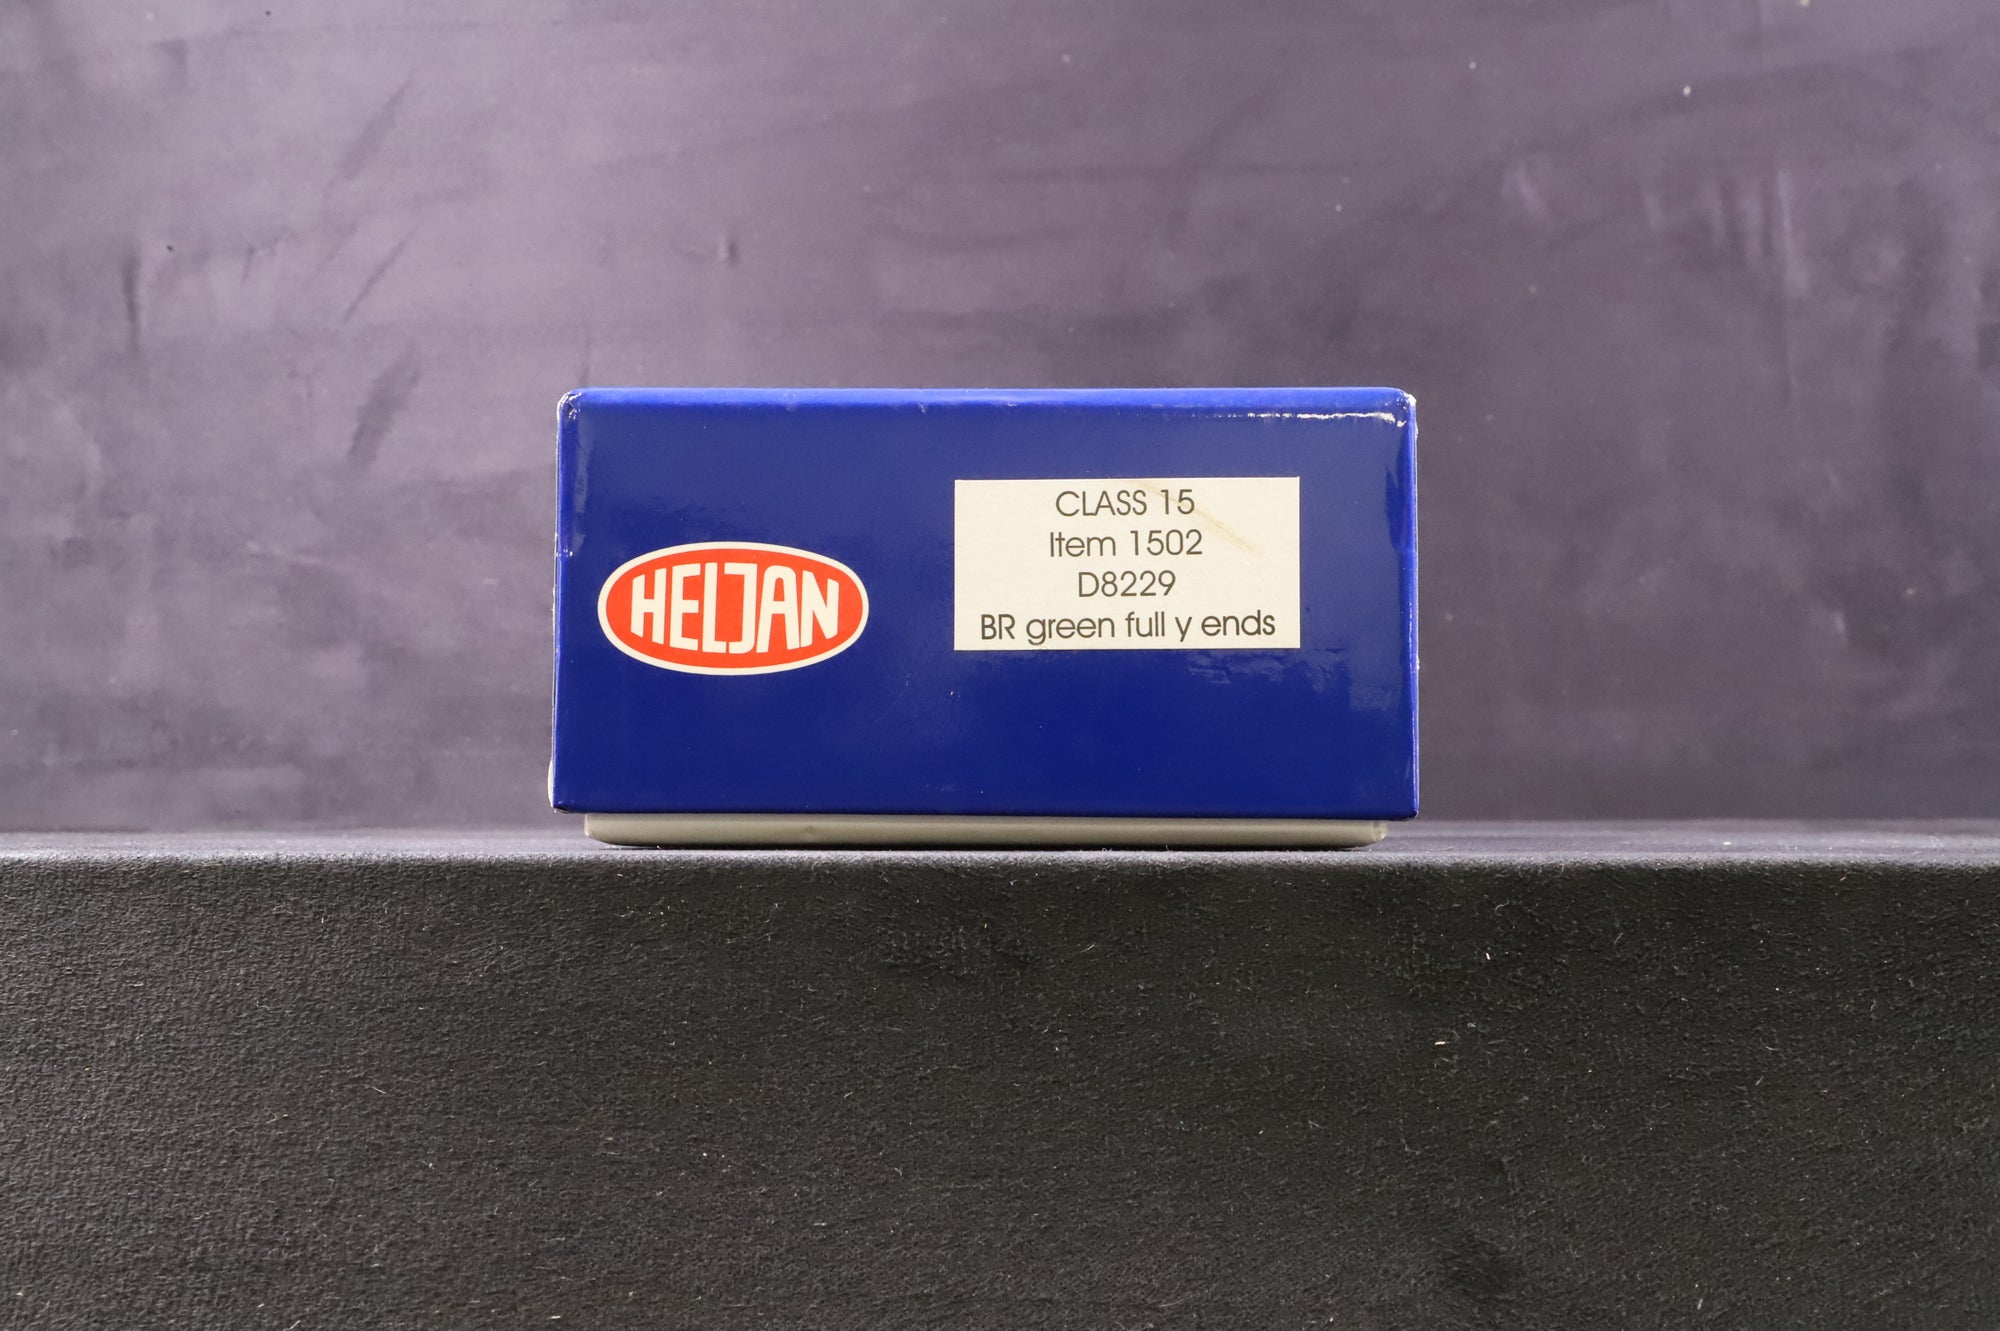 HELJAN
CLASS 15
Item 1502
D8229
BR green full y ends